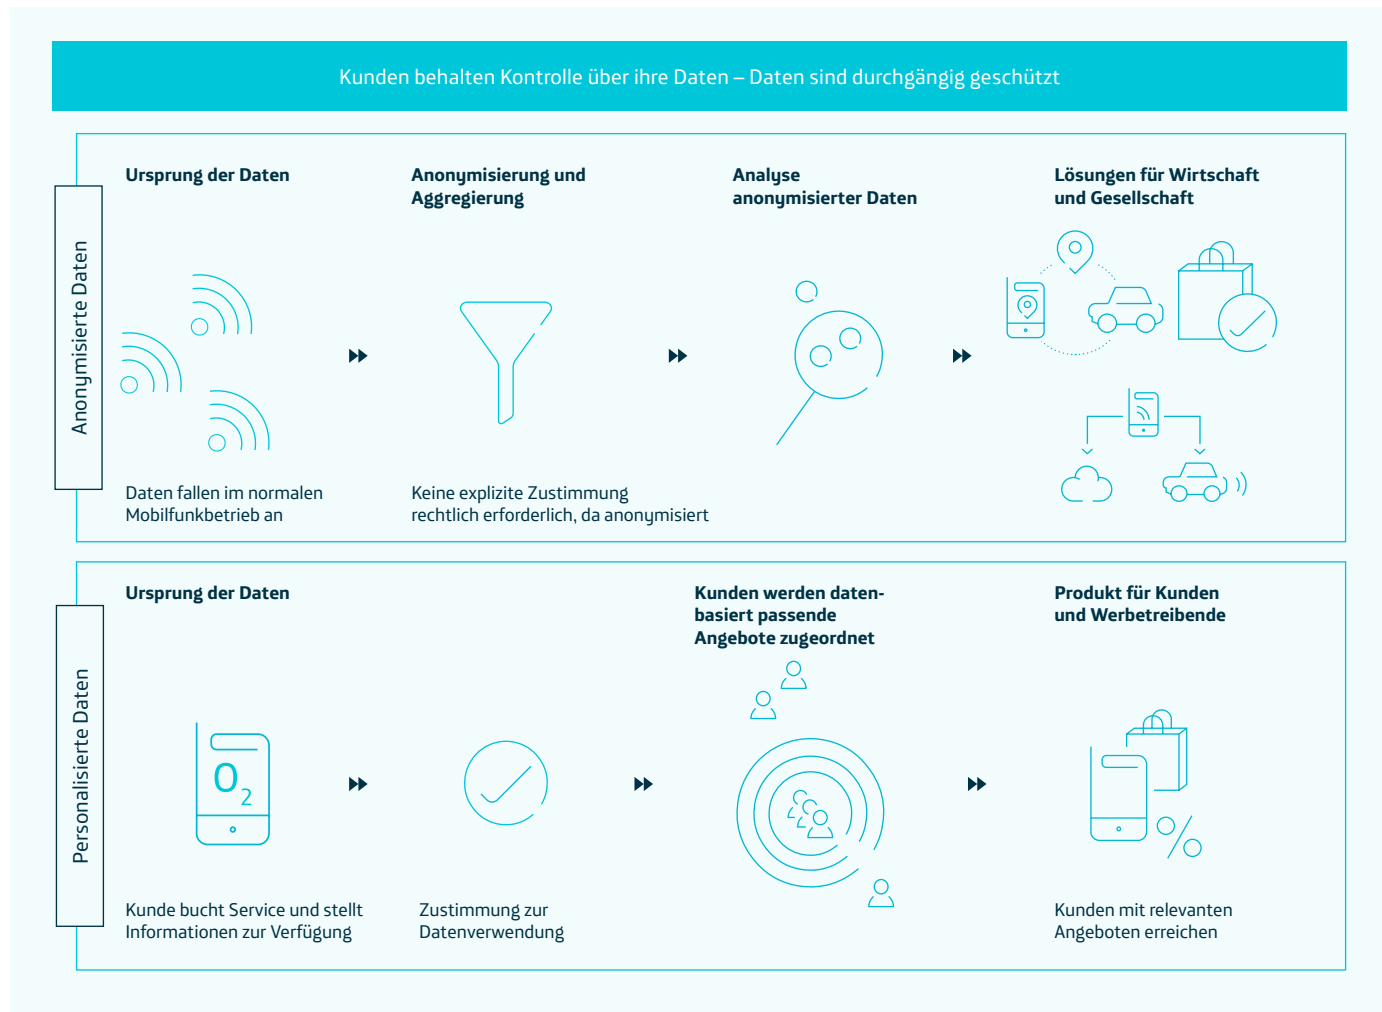 Kunden behalten Kontrolle über ihre Daten – Daten sind durchgängig geschützt
Anonymisierte Daten
Ursprung der Daten
Daten fallen im normalen
Mobilfunkbetrieb an
Anonymisierung und
Aggregierung
Keine explizite Zustimmung
rechtlich erforderlich, da anonymisiert
Analyse
anonymisierter Daten
Lösungen für Wirtschaft
und Gesellschaft
Personalisierte Daten
Ursprung der Daten
O2
Kunde bucht Service und stellt
Informationen zur Verfügung
Zustimmung zur
Datenverwendung
Kunden werden daten-
basiert passende
Angebote zugeordnet
Produkt für Kunden
und Werbetreibende
%
Kunden mit relevanten
Angeboten erreichen